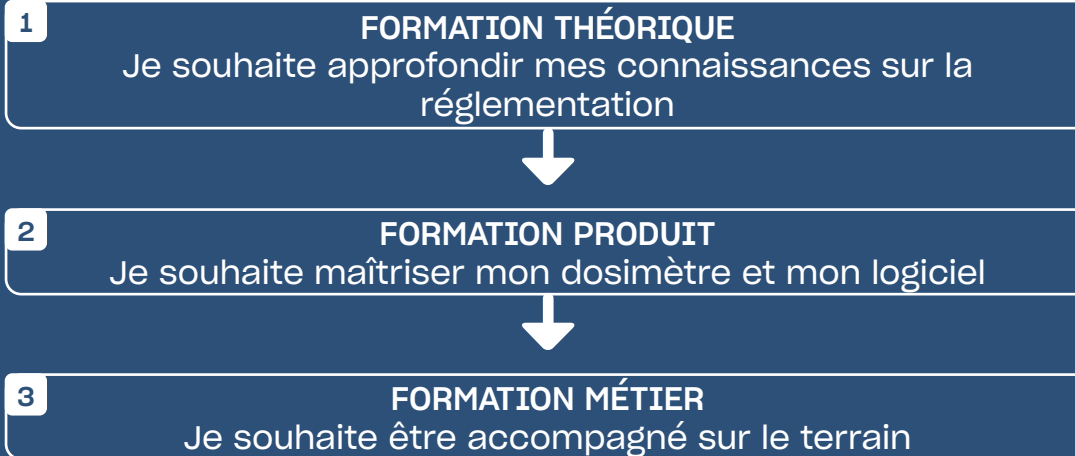 1
FORMATION THÉORIQUE
Je souhaite approfondir mes connaissances sur la
réglementation
2
FORMATION PRODUIT
Je souhaite maîtriser mon dosimètre et mon logiciel
3
FORMATION MÉTIER
Je souhaite être accompagné sur le terrain